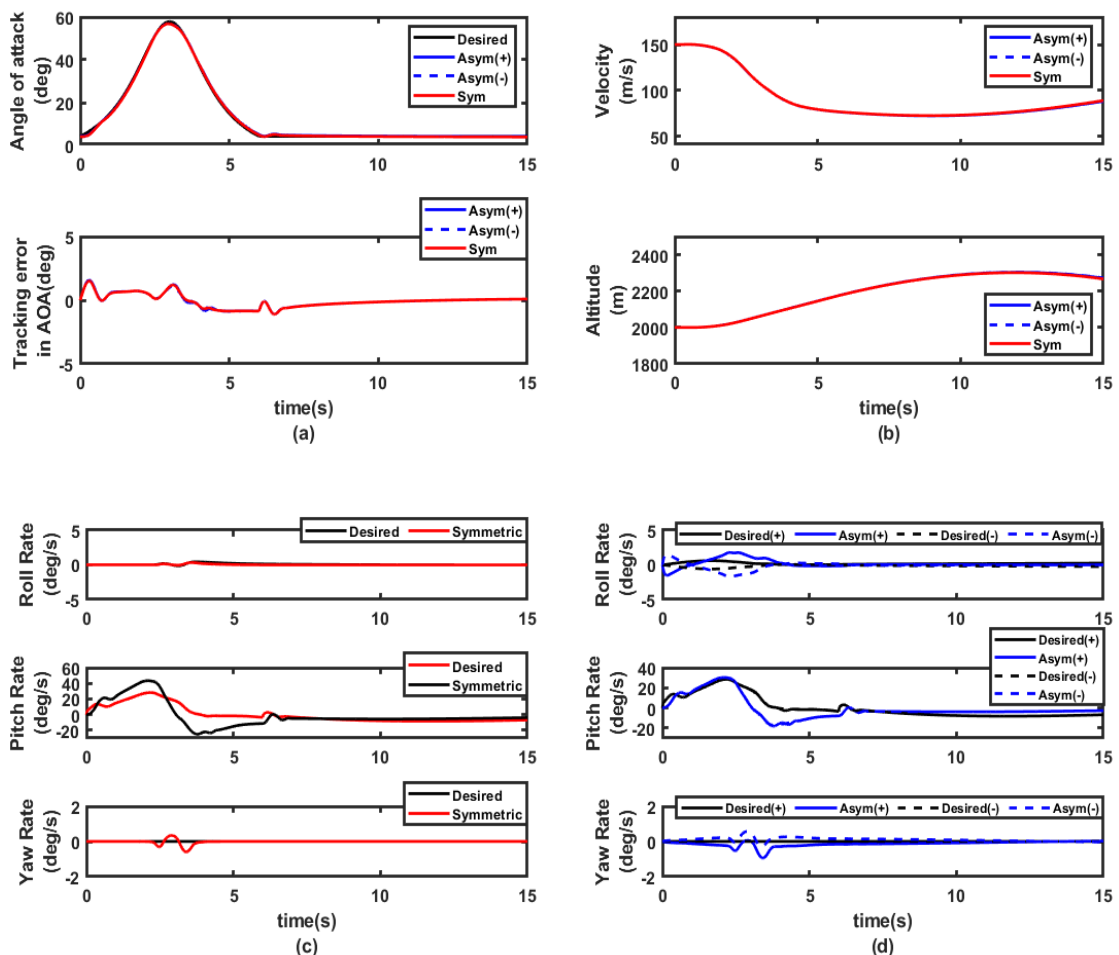 Angle of attack
(deg)
60
40
20
0
0 5 10 15
Desired
Asym(+)
Asym(-)
Sym
Tracking error
in AOA(deg)
5
0
-5
0 5 10 15
Asym(+)
Asym(-)
Sym
time(s)
(a)
Velocity
(m/s)
150
100
50
0 5 10 15
Asym(+)
Asym(-)
Sym
Altitude
(m)
2400
2200
2000
1800
0 5 10 15
Asym(+)
Asym(-)
Sym
time(s)
(b)
Roll Rate
(deg/s)
5
0
-5
0 5 10 15
Desired Symmetric
Pitch Rate
(deg/s)
60
40
20
0
-20
0 5 10 15
Desired
Symmetric
Yaw Rate
(deg/s)
2
0
-2
0 5 10 15
Desired
Symmetric
time(s)
(c)
Roll Rate
(deg/s)
5
0
-5
0 5 10 15
Desired(+) Asym(+) Desired(-) Asym(-)
Pitch Rate
(deg/s)
40
20
0
-20
0 5 10 15
Desired(+)
Asym(+)
Desired(-)
Asym(-)
Yaw Rate
(deg/s)
2
0
-2
0 5 10 15
Desired(+) Asym(+) Desired(-) Asym(-)
time(s)
(d)